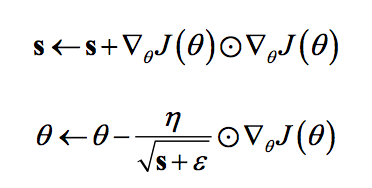 s ← s + ∇θJ(θ) ⊙ ∇θJ(θ)
θ ← θ − η / √(s + ε) ⊙ ∇θJ(θ)